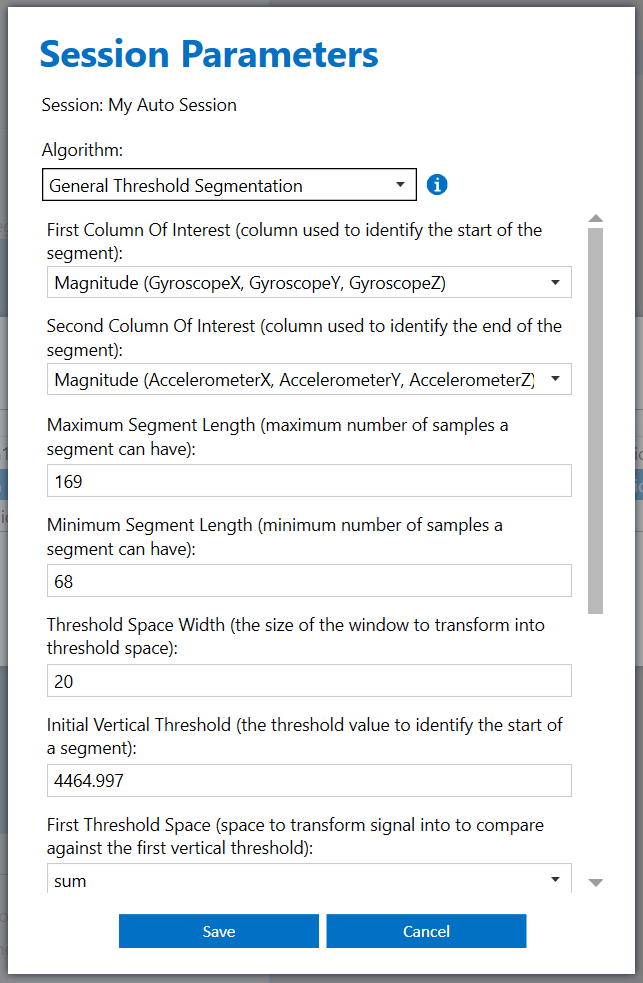 Session Parameters
Session: My Auto Session
Algorithm:
General Threshold Segmentation
First Column Of Interest (column used to identify the start of the
segment):
Magnitude (GyroscopeX, GyroscopeY, GyroscopeZ)
Second Column Of Interest (column used to identify the end of the
segment):
Magnitude (AccelerometerX, AccelerometerY, AccelerometerZ)
Maximum Segment Length (maximum number of samples a
segment can have):
169
Minimum Segment Length (minimum number of samples a
segment can have):
68
Threshold Space Width (the size of the window to transform into
threshold space):
20
Initial Vertical Threshold (the threshold value to identify the start of
a segment):
4464.997
First Threshold Space (space to transform signal into to compare
against the first vertical threshold):
sum
Save Cancel